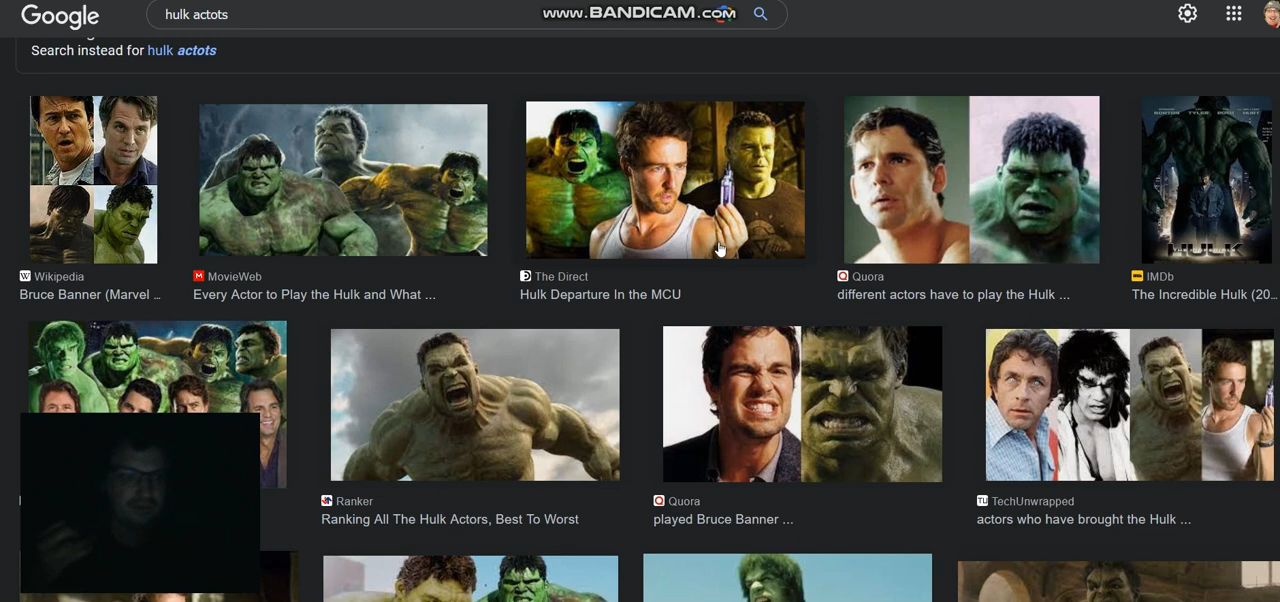 Google
hulk actots
www.BANDICAM.com
Search instead for hulk actots
Wikipedia
Bruce Banner (Marvel ...
MovieWeb
Every Actor to Play the Hulk and What ...
The Direct
Hulk Departure In the MCU
Quora
different actors have to play the Hulk ...
HULK
IMDb
The Incredible Hulk (20...
Ranker
Ranking All The Hulk Actors, Best To Worst
Quora
played Bruce Banner ...
TU TechUnwrapped
actors who have brought the Hulk ...